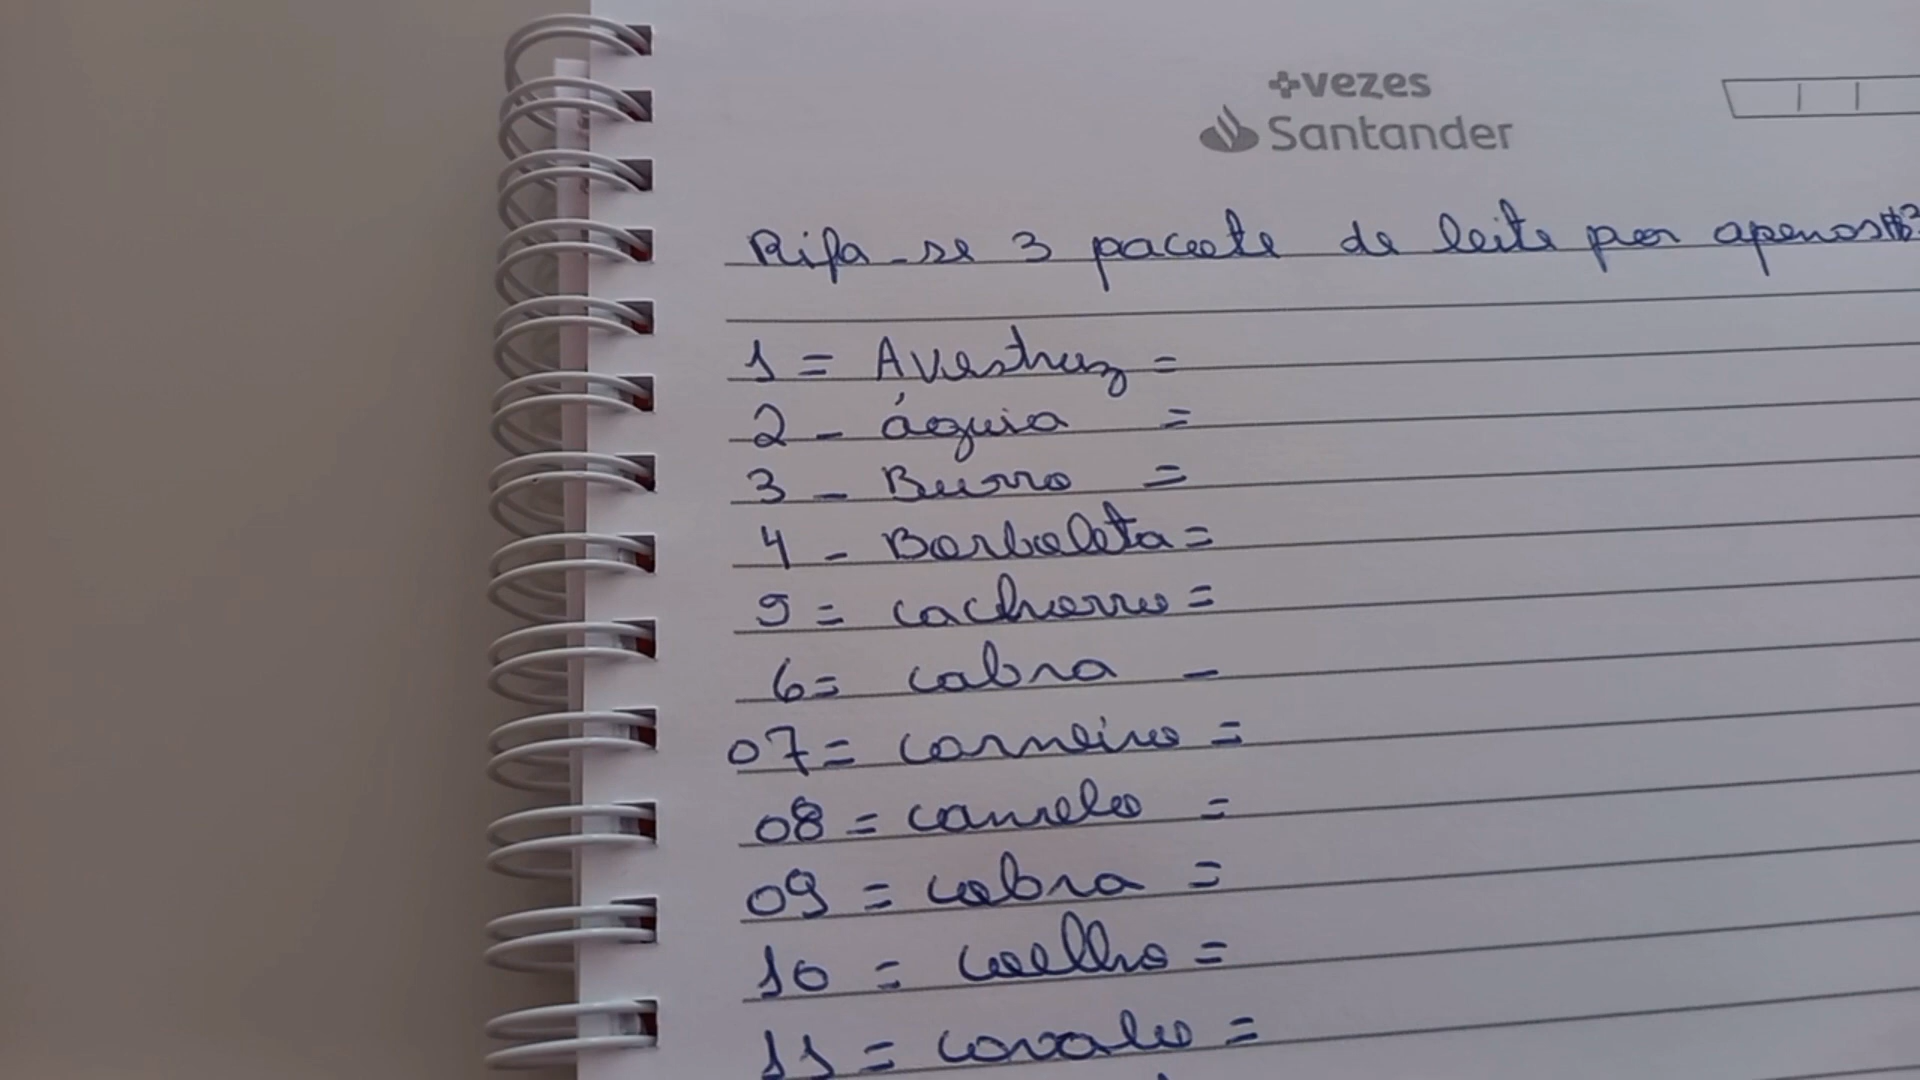 +vezes
Santander
Rifa-se 3 pacote de leite por apenas
1 = Avestruz =
2 - águia =
3 - Burro =
4 - Borboleta =
5 = cachorro =
6 = cabra -
07 = carneiro =
08 = camelo =
09 = cobra =
10 = coelho =
11 = cavalo =